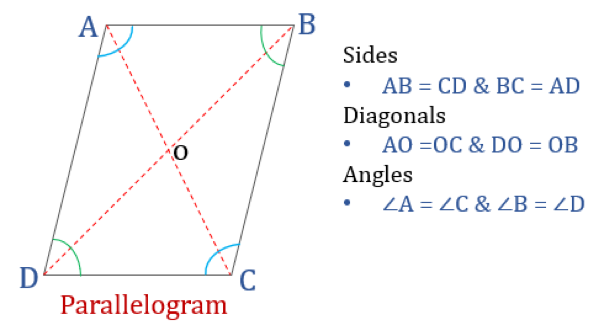 A
B
O
D
C
Parallelogram
Sides
• AB = CD & BC = AD
Diagonals
• AO =OC & DO = OB
Angles
• ∠A = ∠C & ∠B = ∠D